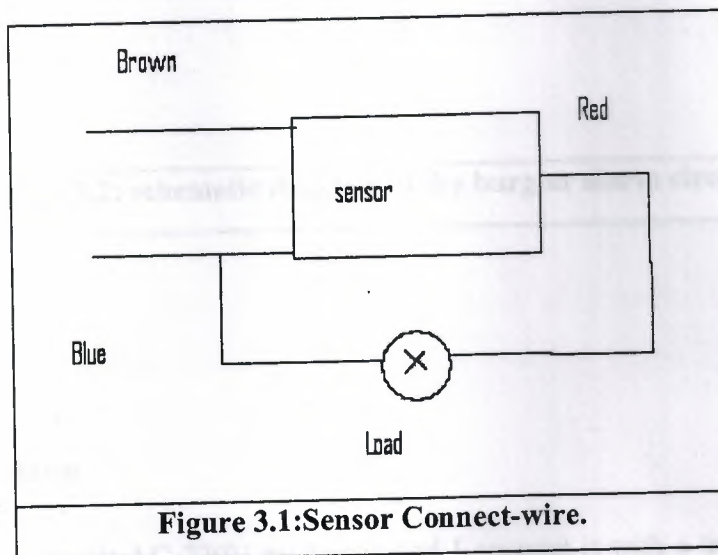 Brown
Red
sensor
Blue
Load
Figure 3.1:Sensor Connect-wire.